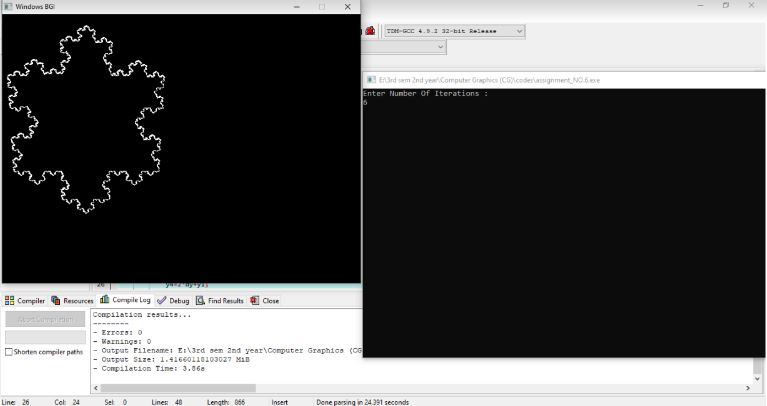 Windows BGI
TDM-GCC 4.9.2 32-bit Release
E:\3rd sem 2nd year\Computer Graphics (CG)\codes\assignment_NO.6.exe
Enter Number Of Iterations :
6
26 y4=2*dy+y1;
Compiler Resources Compile Log Debug Find Results Close
Abort Compilation
Shorten compiler paths
Compilation results...
--------
- Errors: 0
- Warnings: 0
- Output Filename: E:\3rd sem 2nd year\Computer Graphics (CG
- Output Size: 1.41660118103027 MiB
- Compilation Time: 3.86s
Line: 26 Col: 24 Sel: 0 Lines: 48 Length: 866 Insert Done parsing in 24.391 seconds